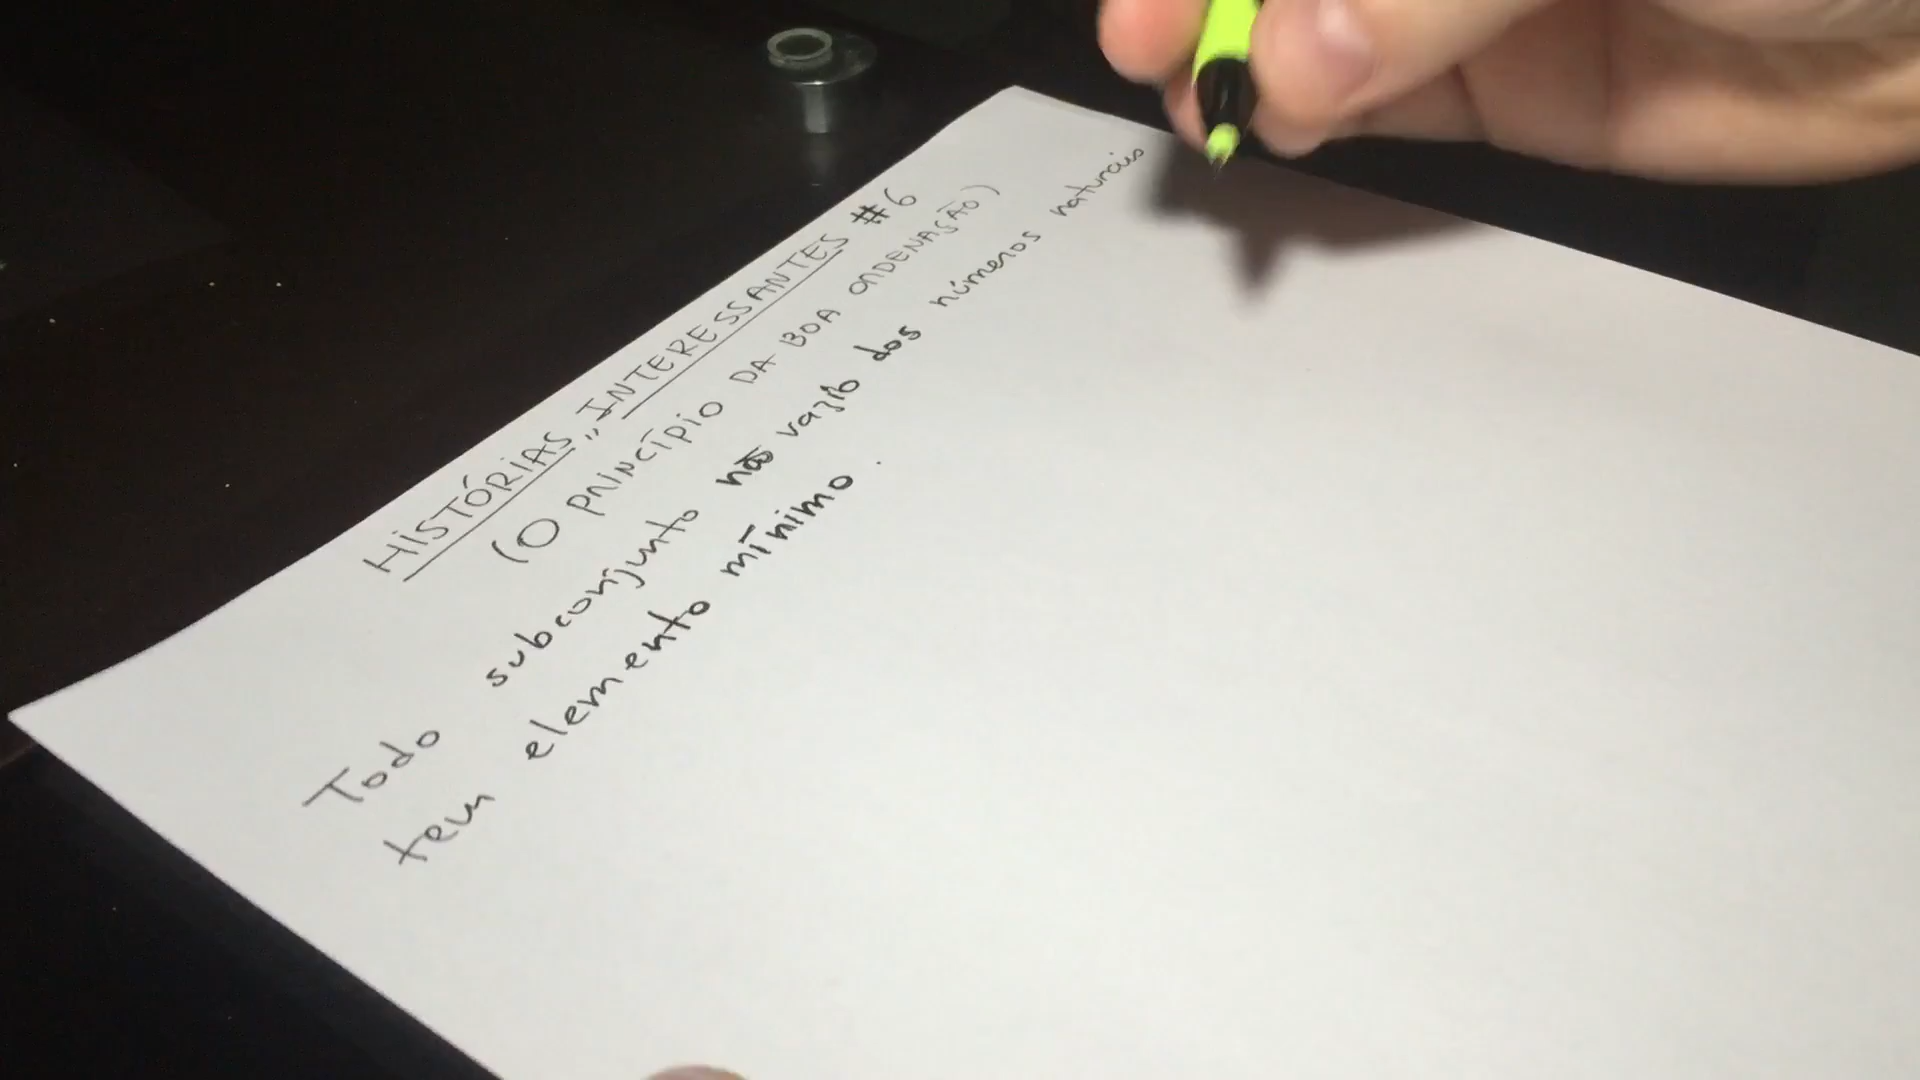 HISTÓRIAS „INTERESSANTES #6
(O PRINCÍPIO DA BOA ORDENAÇÃO)
Todo subconjunto não vazio dos números naturais
tem elemento mínimo.